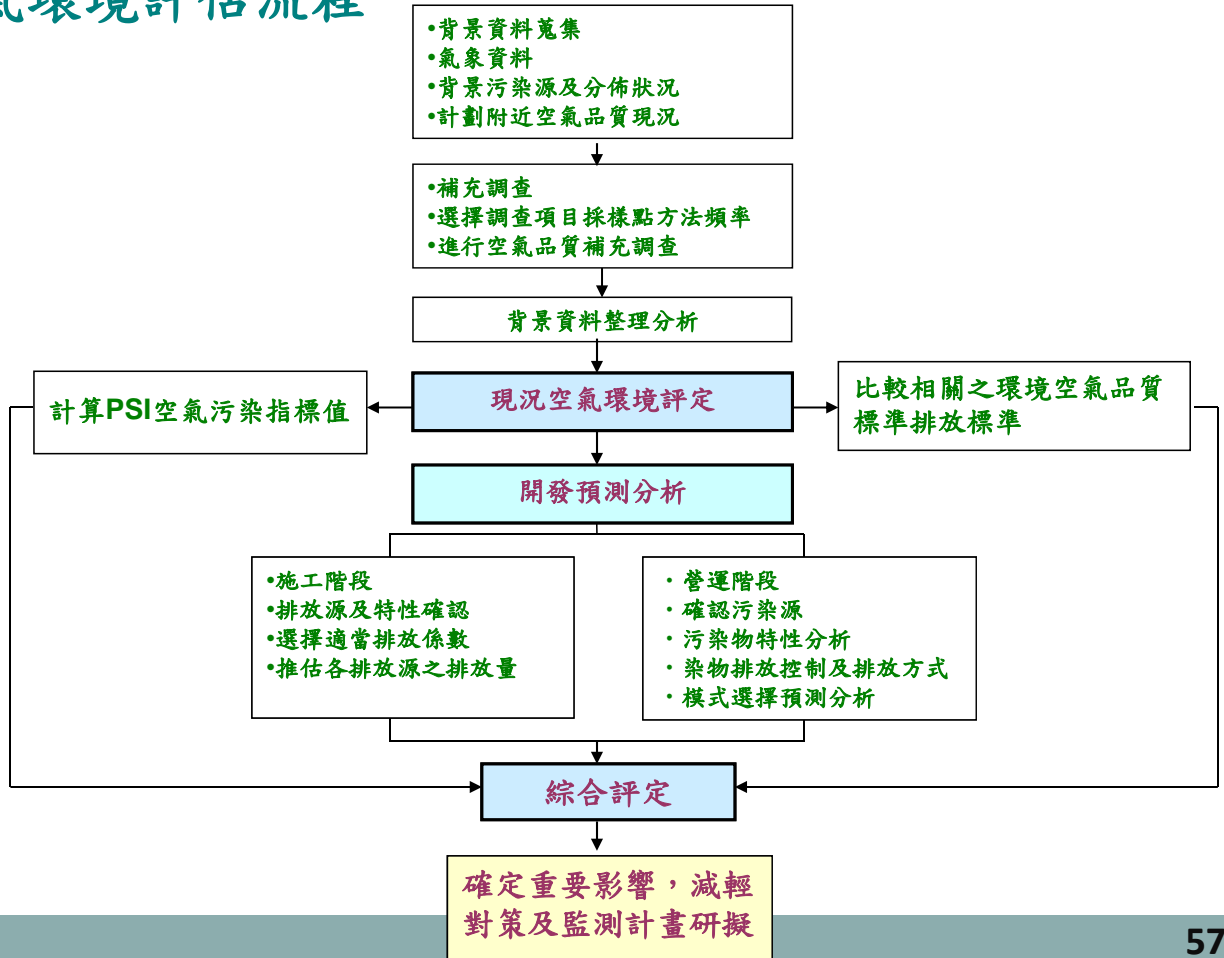 氣環境評估流程
•背景資料蒐集
•氣象資料
•背景污染源及分佈狀況
•計劃附近空氣品質現況
•補充調查
•選擇調查項目採樣點方法頻率
•進行空氣品質補充調查
背景資料整理分析
計算PSI空氣污染指標值
現況空氣環境評定
比較相關之環境空氣品質
標準排放標準
開發預測分析
•施工階段
•排放源及特性確認
•選擇適當排放係數
•推估各排放源之排放量
·營運階段
·確認污染源
·污染物特性分析
·染物排放控制及排放方式
·模式選擇預測分析
綜合評定
確定重要影響，減輕
對策及監測計畫研擬
57